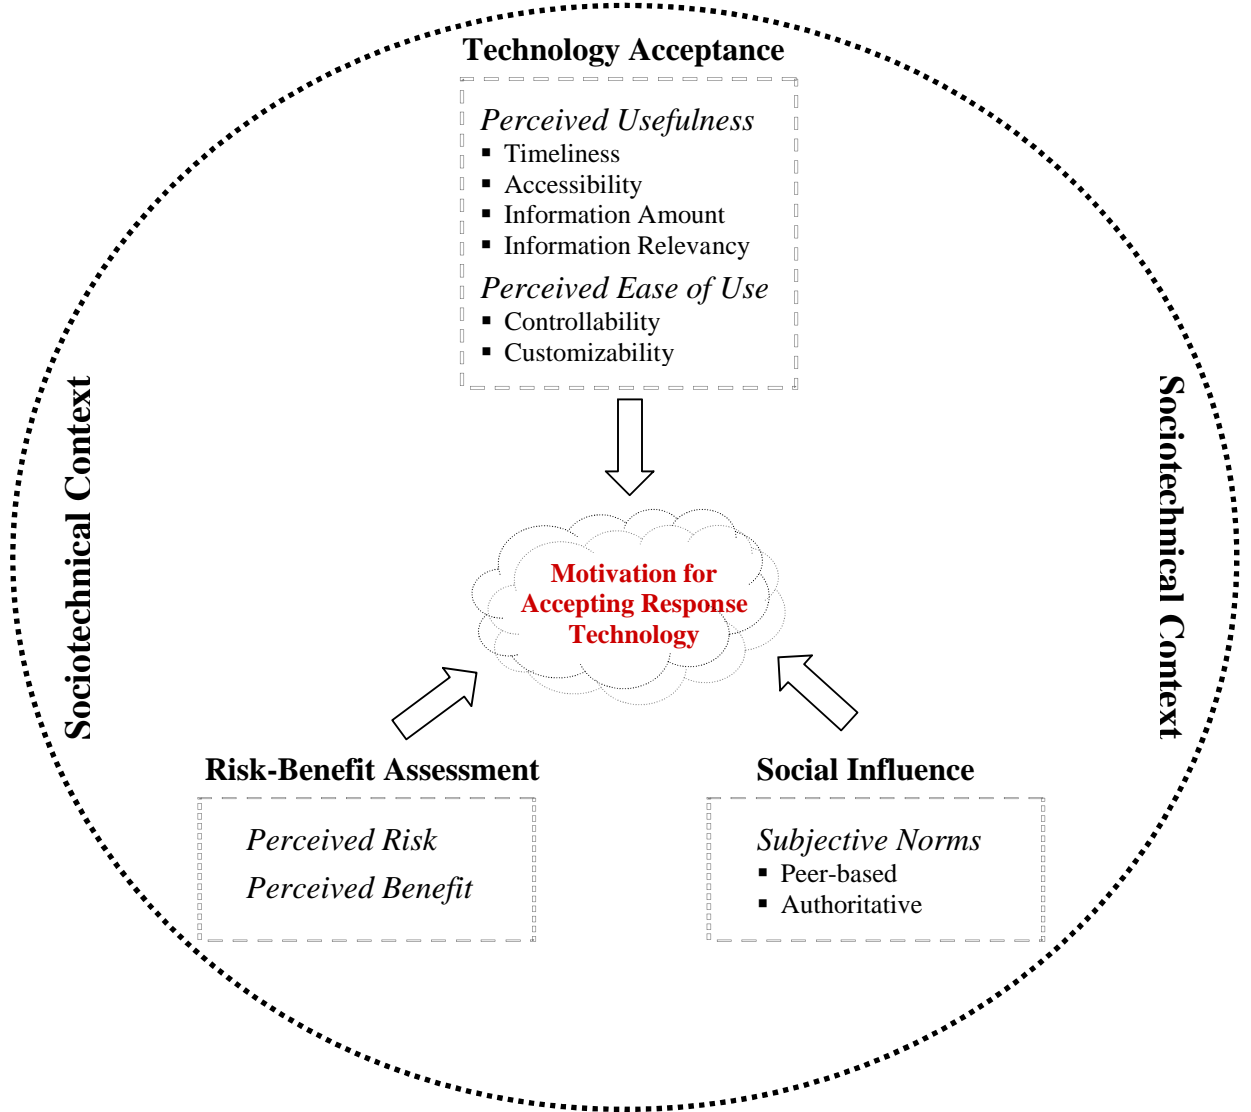 Technology Acceptance
Perceived Usefulness
▪ Timeliness
▪ Accessibility
▪ Information Amount
▪ Information Relevancy
Perceived Ease of Use
▪ Controllability
▪ Customizability
Sociotechnical Context
Sociotechnical Context
Motivation for
Accepting Response
Technology
Risk-Benefit Assessment
Perceived Risk
Perceived Benefit
Social Influence
Subjective Norms
▪ Peer-based
▪ Authoritative